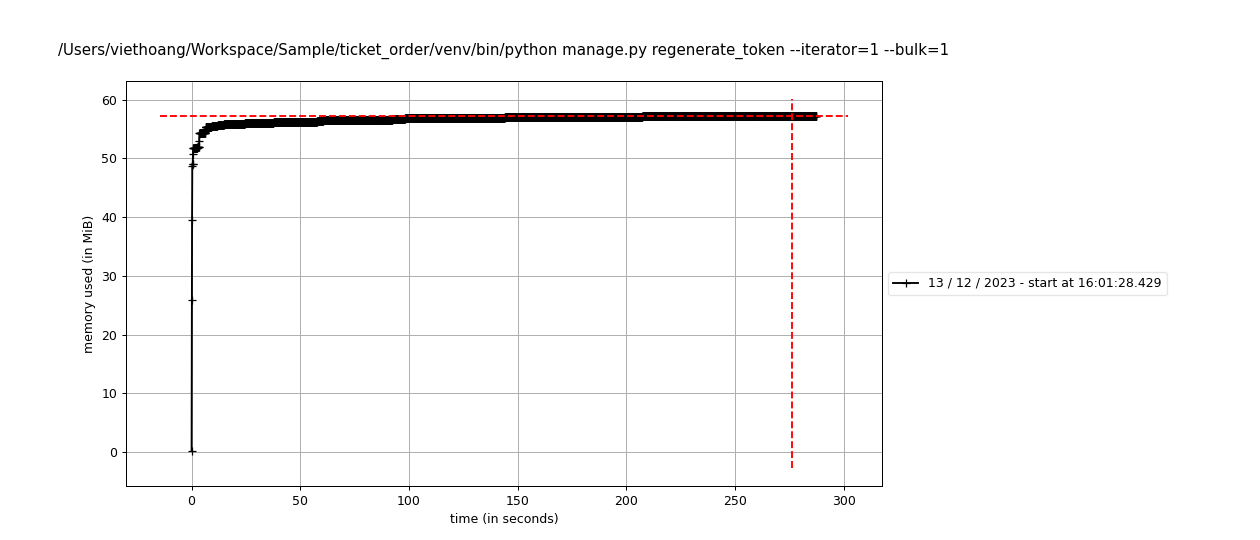 /Users/viethoang/Workspace/Sample/ticket_order/venv/bin/python manage.py regenerate_token --iterator=1 --bulk=1
60
50
40
30
20
10
0
memory used (in MiB)
0 50 100 150 200 250 300
time (in seconds)
13 / 12 / 2023 - start at 16:01:28.429